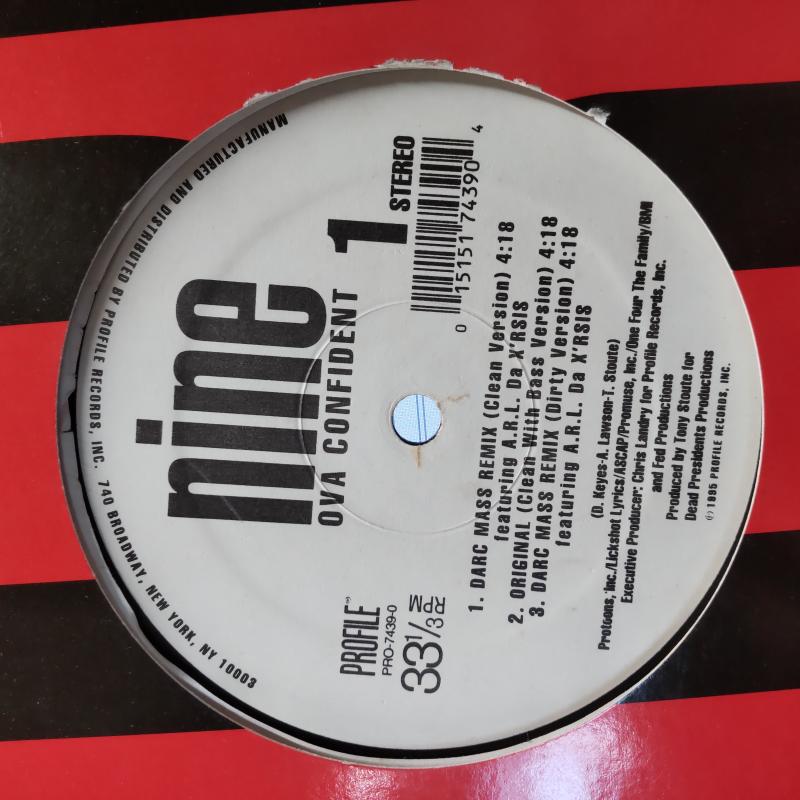 nine
OVA CONFIDENT
1
STEREO
PROFILE®
PRO-7439-0
33 1/3 RPM
0 15151 74390 4
1. DARC MASS REMIX (Clean Version) 4:18
featuring A.R.L. Da X'RSIS
2. ORIGINAL (Clean With Bass Version) 4:18
3. DARC MASS REMIX (Dirty Version) 4:18
featuring A.R.L. Da X'RSIS
(D. Keyes-A. Lawson-T. Stoute)
Protoons, Inc./Lickshot Lyrics/ASCAP/Promuse, Inc./One Four The Family/BMI
Executive Producer: Chris Landry for Profile Records, Inc.
and Fed Productions
Produced by Tony Stoute for
Dead Presidents Productions
℗ 1995 PROFILE RECORDS, INC.
MANUFACTURED AND DISTRIBUTED BY PROFILE RECORDS, INC. 740 BROADWAY, NEW YORK, NY 10003